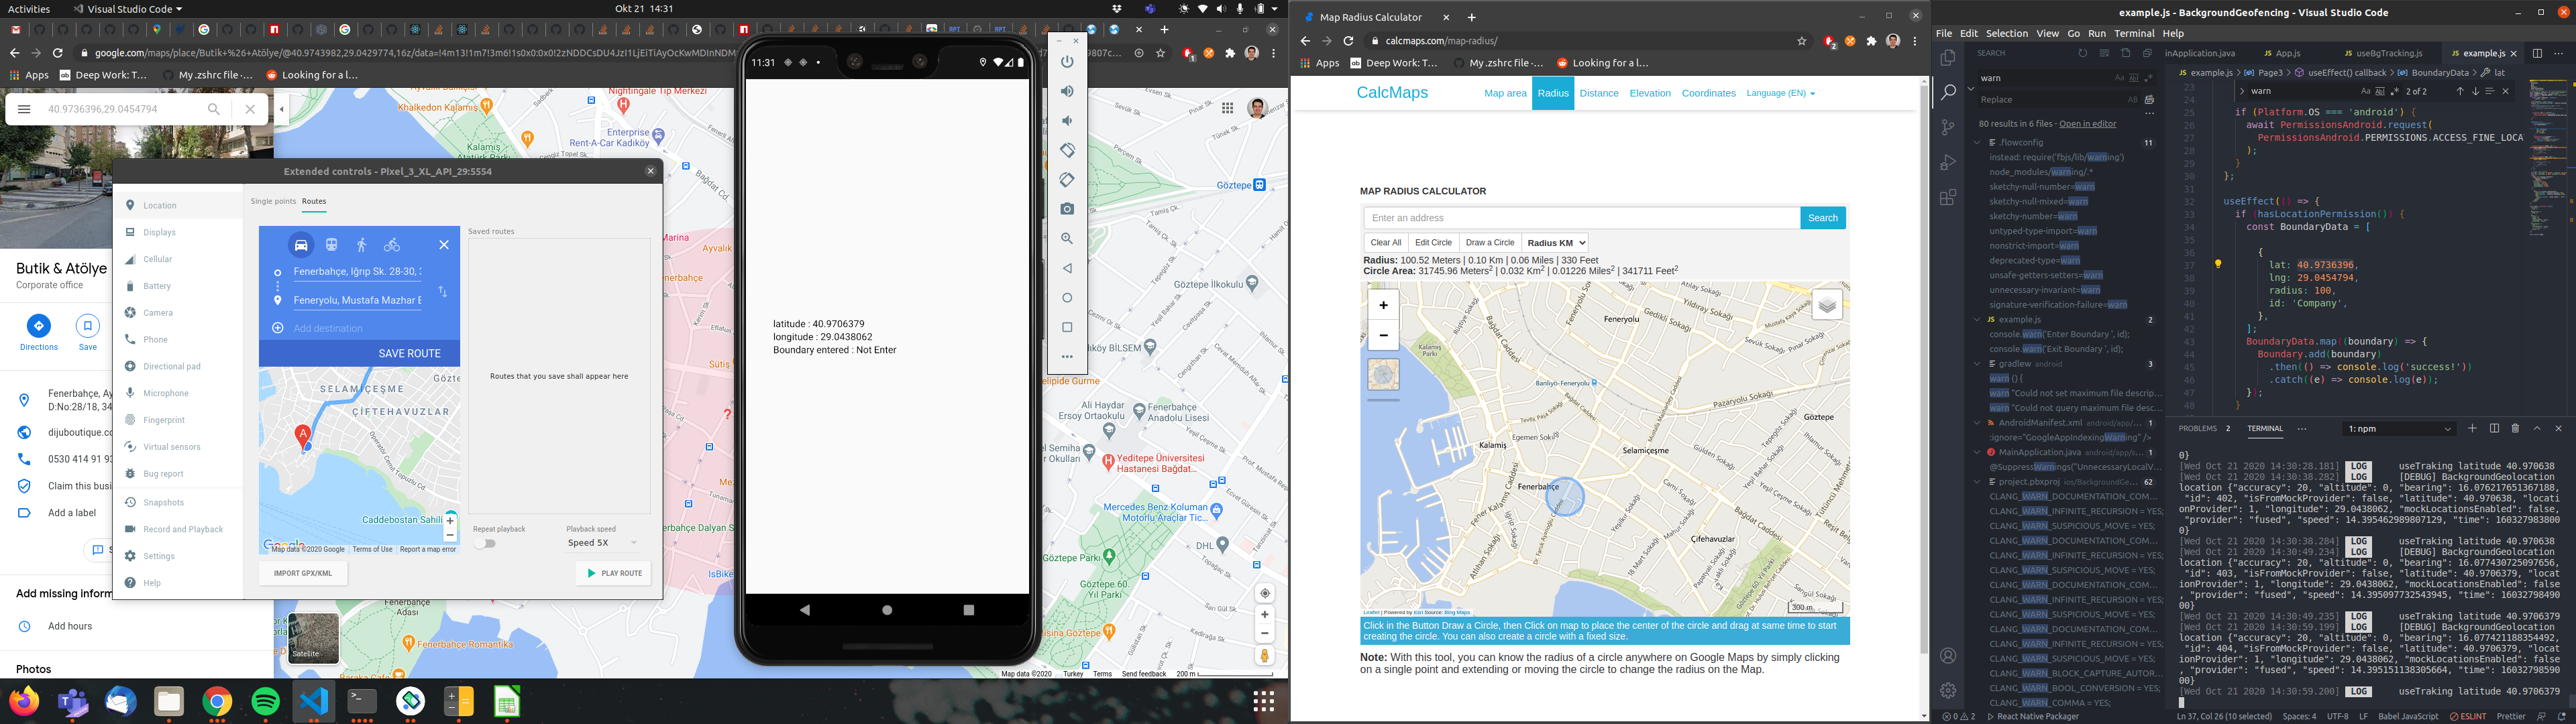 Activities
Visual Studio Code
Okt 21 14:31
google.com/maps/place/Butik+%26+Atölye/@40.9743982,29.0429774,16z/data=!4m13!1m7!3m6!1s0x0:0x0!2zNDDCsDU4JzI1LjEiTiAyOcKwMDInNDM
Apps
Deep Work: T…
My .zshrc file ·…
Looking for a l…
40.9736396,29.0454794
Butik & Atölye
Corporate office
Directions
Save
Fenerbahçe, Ay
D:No:28/18, 34
dijuboutique.co
0530 414 91 93
Claim this busi
Add a label
Add missing inform
Add hours
Photos
Extended controls - Pixel_3_XL_API_29:5554
Location
Displays
Cellular
Battery
Camera
Phone
Directional pad
Microphone
Fingerprint
Virtual sensors
Bug report
Snapshots
Record and Playback
Settings
Help
Single points
Routes
Fenerbahçe, Iğrıp Sk. 28-30, 3
Feneryolu, Mustafa Mazhar E
Add destination
SAVE ROUTE
SELAMİÇEŞME
Gözte
ÇİFTEHAVUZLAR
Operatör Cemil Topuzlu Cd.
Caddebostan Sahili
A
Google
Map data ©2020 Google
Terms of Use
Report a map error
IMPORT GPX/KML
Saved routes
Routes that you save shall appear here
Repeat playback
Playback speed
Speed 5X
PLAY ROUTE
Khalkedon Kalamış
Nightingale Tıp Merkezi
Enterprise
Rent-A-Car Kadıköy
Kalamış
Atatürk Parkı
Göztepe
Marina
Ayvalık
Göztepe İlkokulu
köy BİLSEM
Sütiş
elipide Gurme
Ali Haydar
Ersoy Ortaokulu
Fenerbahçe
Anadolu Lisesi
ul Semiha
r Okulları
Yeditepe Üniversitesi
Hastanesi Bağdat...
Mercedes Benz Koluman
Motorlu Araçlar Tic...
rbahçe Dalyan S
DHL
Göztepe Parkı
IsBike
Göztepe 60.
Yıl Parkı
Fenerbahçe
Adası
Fenerbahçe Romantika
isina Göztepe
Baraka Cafe
Satellite
Map data ©2020
Turkey
Terms
Send feedback
200 m
11:31
latitude : 40.9706379
longitude : 29.0438062
Boundary entered : Not Enter
Map Radius Calculator
calcmaps.com/map-radius/
Apps
Deep Work: T…
My .zshrc file ·…
Looking for a l…
CalcMaps
Map area
Radius
Distance
Elevation
Coordinates
Language (EN)
MAP RADIUS CALCULATOR
Enter an address
Search
Clear All
Edit Circle
Draw a Circle
Radius KM
Radius: 100.52 Meters | 0.10 Km | 0.06 Miles | 330 Feet
Circle Area: 31745.96 Meters² | 0.032 Km² | 0.01226 Miles² | 341711 Feet²
Feneryolu
Kalamış
Parkı
Banliyö-Feneryolu
Göztepe
Kalamış
Selamiçeşme
Fenerbahçe
Çiftehavuzlar
300 m
Leaflet | Powered by Esri Source: Bing Maps
Click in the Button Draw a Circle, then Click on map to place the center of the circle and drag at same time to start
creating the circle. You can also create a circle with a fixed size.
Note: With this tool, you can know the radius of a circle anywhere on Google Maps by simply clicking
on a single point and extending or moving the circle to change the radius on the Map.
example.js - BackgroundGeofencing - Visual Studio Code
File Edit Selection View Go Run Terminal Help
SEARCH
warn
Replace
80 results in 6 files - Open in editor
.flowconfig 11
instead: require('fbjs/lib/warning')
node_modules/warning/.*
sketchy-null-number=warn
sketchy-null-mixed=warn
sketchy-number=warn
untyped-type-import=warn
nonstrict-import=warn
deprecated-type=warn
unsafe-getters-setters=warn
unnecessary-invariant=warn
signature-verification-failure=warn
example.js 2
console.warn('Enter Boundary ', id);
console.warn('Exit Boundary ', id);
gradlew android 3
warn () {
warn "Could not set maximum file descrip…
warn "Could not query maximum file desc…
AndroidManifest.xml android/app/… 1
:ignore="GoogleAppIndexingWarning" />
MainApplication.java android/app/s… 1
@SuppressWarnings("UnnecessaryLocalV…
project.pbxproj ios/BackgroundGe… 62
CLANG_WARN_DOCUMENTATION_COM…
CLANG_WARN_INFINITE_RECURSION = YES;
CLANG_WARN_SUSPICIOUS_MOVE = YES;
CLANG_WARN_DOCUMENTATION_COM…
CLANG_WARN_INFINITE_RECURSION = YES;
CLANG_WARN_SUSPICIOUS_MOVE = YES;
CLANG_WARN_DOCUMENTATION_COM…
CLANG_WARN_INFINITE_RECURSION = YES;
CLANG_WARN_SUSPICIOUS_MOVE = YES;
CLANG_WARN_DOCUMENTATION_COM…
CLANG_WARN_INFINITE_RECURSION = YES;
CLANG_WARN_SUSPICIOUS_MOVE = YES;
CLANG_WARN_BLOCK_CAPTURE_AUTOR…
CLANG_WARN_BOOL_CONVERSION = YES;
CLANG_WARN_COMMA = YES;
inApplication.java
App.js
useBgTracking.js
example.js
example.js > Page3 > useEffect() callback > BoundaryData > lat
warn
2 of 2
23
24
25 if (Platform.OS === 'android') {
26 await PermissionsAndroid.request(
27 PermissionsAndroid.PERMISSIONS.ACCESS_FINE_LOCA
28 );
29 }
30 };
31
32 useEffect(() => {
33 if (hasLocationPermission()) {
34 const BoundaryData = [
35
36 {
37 lat: 40.9736396,
38 lng: 29.0454794,
39 radius: 100,
40 id: 'Company',
41 },
42 ];
43 BoundaryData.map((boundary) => {
44 Boundary.add(boundary)
45 .then(() => console.log('success!'))
46 .catch((e) => console.log(e));
47 });
48 }
PROBLEMS 2
TERMINAL
1: npm
0}
[Wed Oct 21 2020 14:30:28.181] LOG useTraking latitude 40.970638
[Wed Oct 21 2020 14:30:38.282] LOG [DEBUG] BackgroundGeolocation
location {"accuracy": 20, "altitude": 0, "bearing": 16.076217651367188,
"id": 402, "isFromMockProvider": false, "latitude": 40.970638, "locati
onProvider": 1, "longitude": 29.0438062, "mockLocationsEnabled": false,
"provider": "fused", "speed": 14.395462989807129, "time": 160327983800
0}
[Wed Oct 21 2020 14:30:38.284] LOG useTraking latitude 40.970638
[Wed Oct 21 2020 14:30:49.234] LOG [DEBUG] BackgroundGeolocation
location {"accuracy": 20, "altitude": 0, "bearing": 16.077430725097656,
"id": 403, "isFromMockProvider": false, "latitude": 40.9706379, "locat
ionProvider": 1, "longitude": 29.0438062, "mockLocationsEnabled": false
, "provider": "fused", "speed": 14.395097732543945, "time": 16032798490
00}
[Wed Oct 21 2020 14:30:49.235] LOG useTraking latitude 40.9706379
[Wed Oct 21 2020 14:30:59.199] LOG [DEBUG] BackgroundGeolocation
location {"accuracy": 20, "altitude": 0, "bearing": 16.077421188354492,
"id": 404, "isFromMockProvider": false, "latitude": 40.9706379, "locat
ionProvider": 1, "longitude": 29.0438062, "mockLocationsEnabled": false
, "provider": "fused", "speed": 14.395151138305664, "time": 16032798590
00}
[Wed Oct 21 2020 14:30:59.200] LOG useTraking latitude 40.9706379
0 2
React Native Packager
Ln 37, Col 26 (10 selected)
Spaces: 4
UTF-8
LF
Babel JavaScript
ESLINT
Prettier